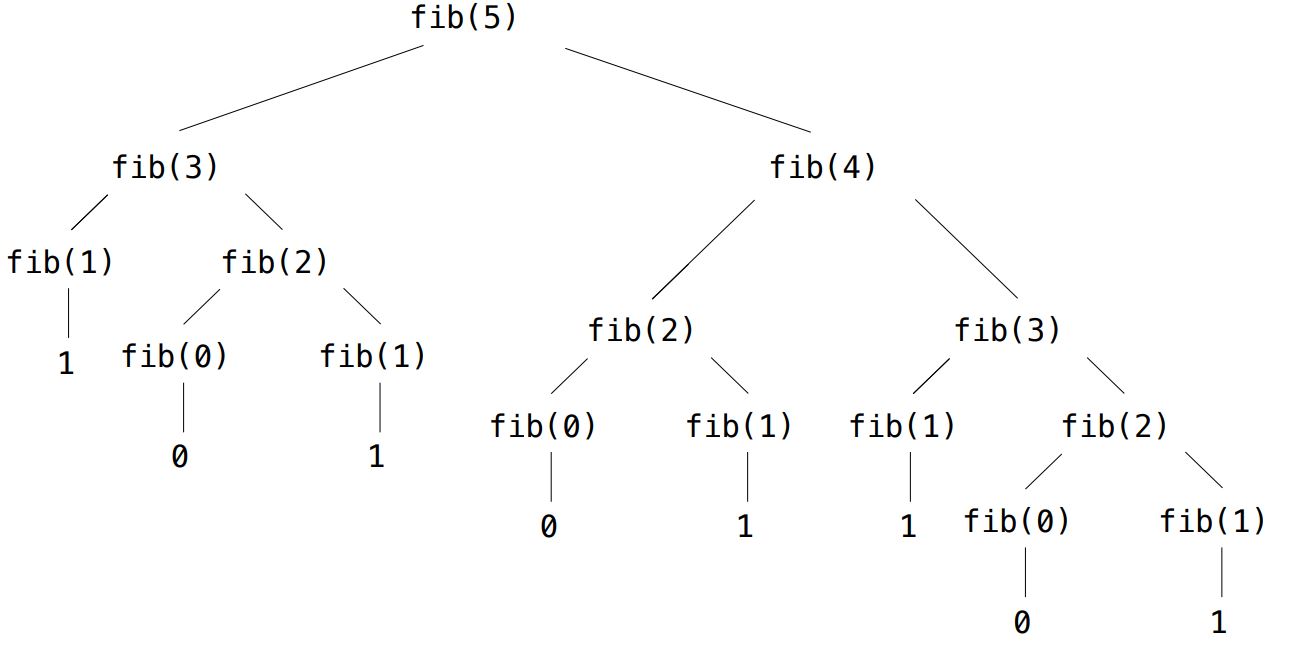 fib(5)
fib(3) fib(4)
fib(1) fib(2)
fib(2) fib(3)
1 fib(0) fib(1)
fib(0) fib(1) fib(1) fib(2)
0 1
0 1 1 fib(0) fib(1)
0 1